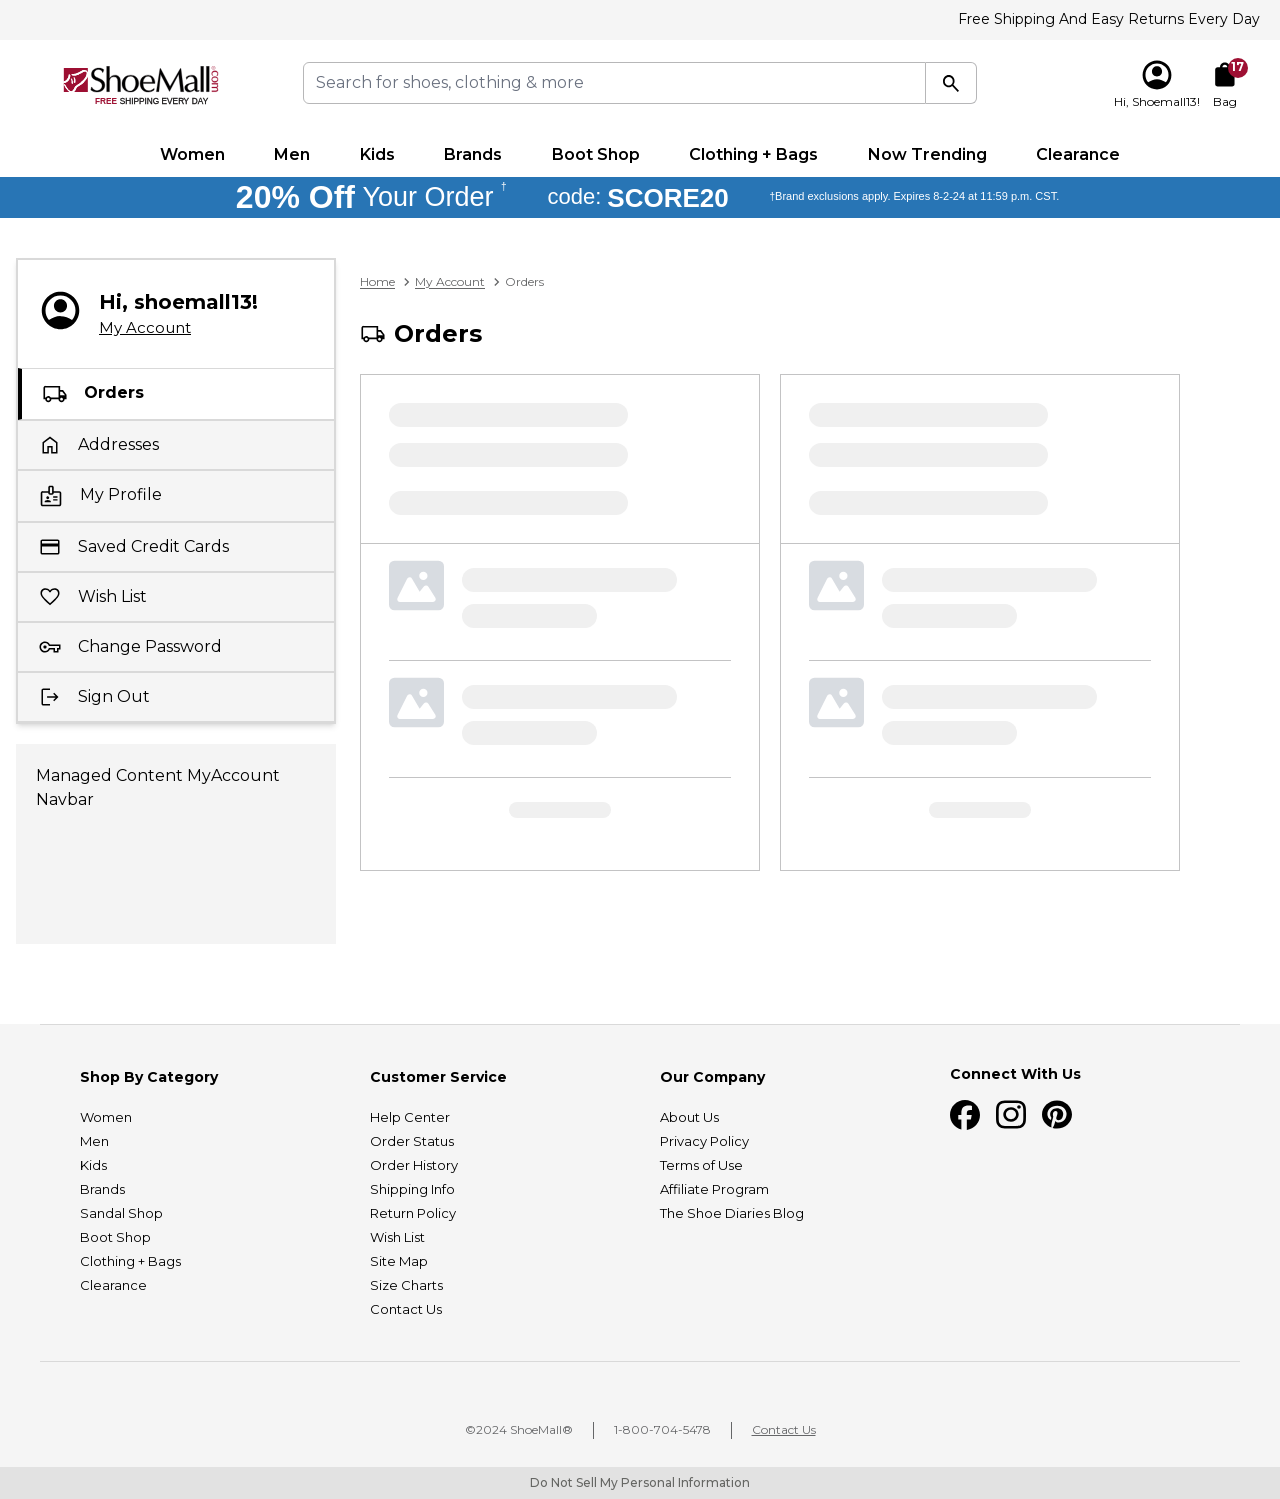 Free Shipping And Easy Returns Every Day
ShoeMall.com®
FREE SHIPPING EVERY DAY
Search for shoes, clothing & more
Hi, Shoemall13!
17
Bag
Women Men Kids Brands Boot Shop Clothing + Bags Now Trending Clearance
20% Off Your Order † code: SCORE20 †Brand exclusions apply. Expires 8-2-24 at 11:59 p.m. CST.
Hi, shoemall13!
My Account
Orders
Addresses
My Profile
Saved Credit Cards
Wish List
Change Password
Sign Out
Managed Content MyAccount
Navbar
Home > My Account > Orders
Orders
Shop By Category
Women
Men
Kids
Brands
Sandal Shop
Boot Shop
Clothing + Bags
Clearance
Customer Service
Help Center
Order Status
Order History
Shipping Info
Return Policy
Wish List
Site Map
Size Charts
Contact Us
Our Company
About Us
Privacy Policy
Terms of Use
Affiliate Program
The Shoe Diaries Blog
Connect With Us
©2024 ShoeMall® | 1-800-704-5478 | Contact Us
Do Not Sell My Personal Information